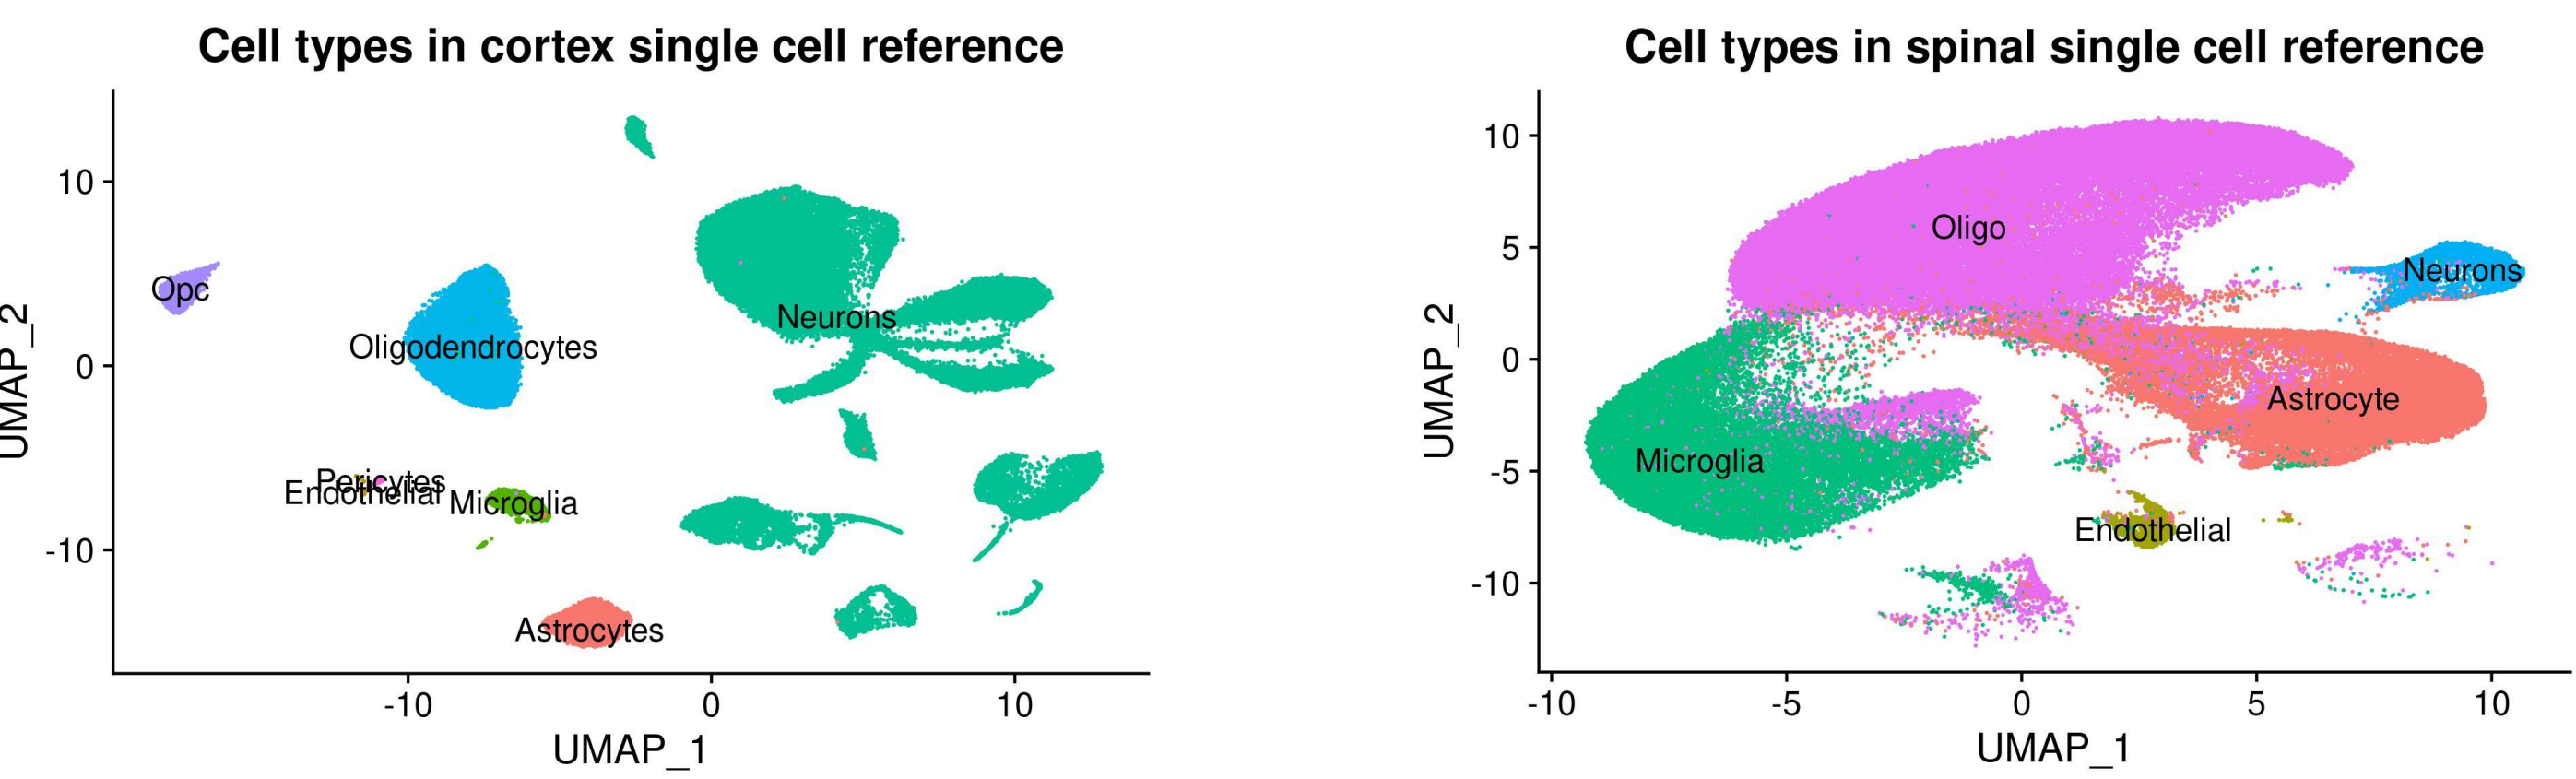 Cell types in cortex single cell reference
10
0
-10
UMAP_2
Opc
Oligodendrocytes
Neurons
Pericytes
Endothelial
Microglia
Astrocytes
-10
0
10
UMAP_1
Cell types in spinal single cell reference
10
5
0
-5
-10
UMAP_2
Oligo
Neurons
Astrocyte
Microglia
Endothelial
-10
-5
0
5
10
UMAP_1